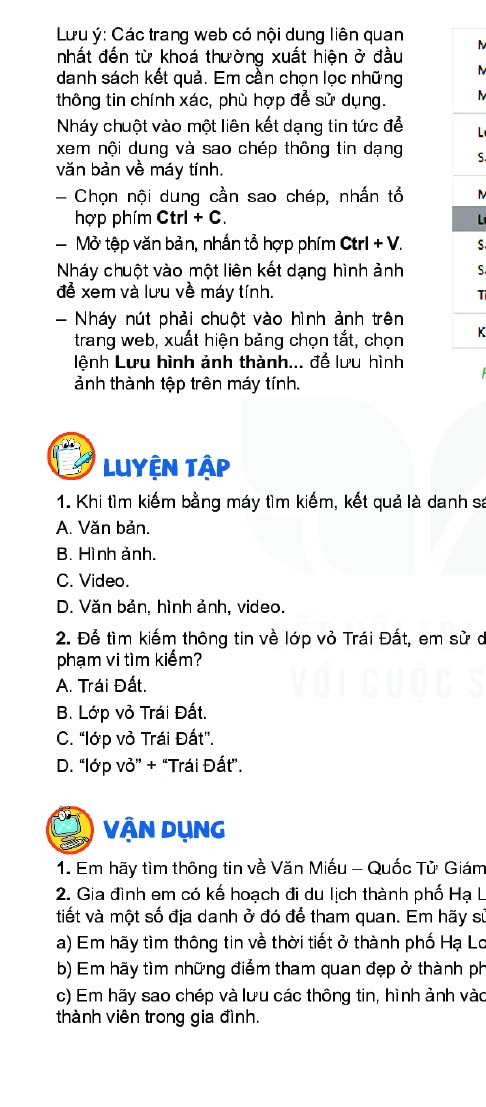 Lưu ý: Các trang web có nội dung liên quan
nhất đến từ khoá thường xuất hiện ở đầu
danh sách kết quả. Em cần chọn lọc những
thông tin chính xác, phù hợp để sử dụng.
Nháy chuột vào một liên kết dạng tin tức để
xem nội dung và sao chép thông tin dạng
văn bản về máy tính.
– Chọn nội dung cần sao chép, nhấn tổ
hợp phím Ctrl + C.
– Mở tệp văn bản, nhấn tổ hợp phím Ctrl + V.
Nháy chuột vào một liên kết dạng hình ảnh
để xem và lưu về máy tính.
– Nháy nút phải chuột vào hình ảnh trên
trang web, xuất hiện bảng chọn tắt, chọn
lệnh Lưu hình ảnh thành... để lưu hình
ảnh thành tệp trên máy tính.
LUYỆN TẬP
1. Khi tìm kiếm bằng máy tìm kiếm, kết quả là danh
A. Văn bản.
B. Hình ảnh.
C. Video.
D. Văn bản, hình ảnh, video.
2. Để tìm kiếm thông tin về lớp vỏ Trái Đất, em sử
phạm vi tìm kiếm?
A. Trái Đất.
B. Lớp vỏ Trái Đất.
C. “lớp vỏ Trái Đất”.
D. “lớp vỏ” + “Trái Đất”.
VỚI CUỘC
VẬN DỤNG
1. Em hãy tìm thông tin về Văn Miếu – Quốc Tử Giám
2. Gia đình em có kế hoạch đi du lịch thành phố Hạ
tiết và một số địa danh ở đó để tham quan. Em hãy
a) Em hãy tìm thông tin về thời tiết ở thành phố Hạ
b) Em hãy tìm những điểm tham quan đẹp ở thành
c) Em hãy sao chép và lưu các thông tin, hình ảnh
thành viên trong gia đình.